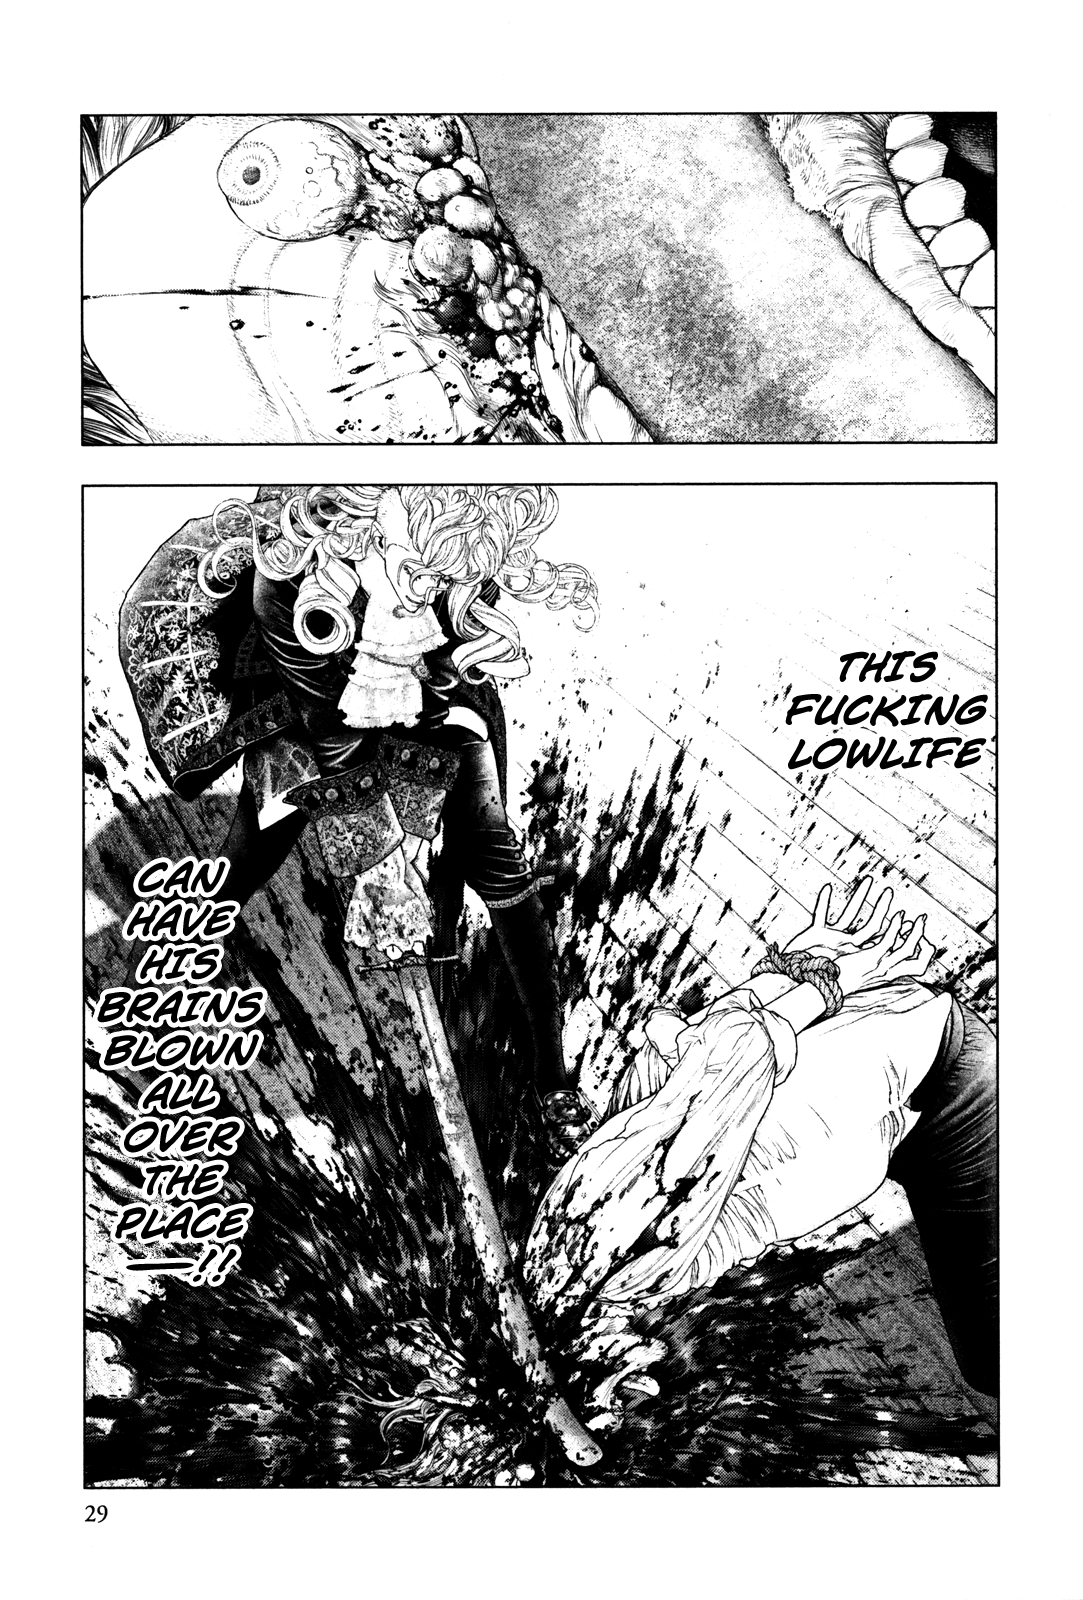 THIS
FUCKING
LOWLIFE
CAN
HAVE
HIS
BRAINS
BLOWN
ALL
OVER
THE
PLACE
—!!
29